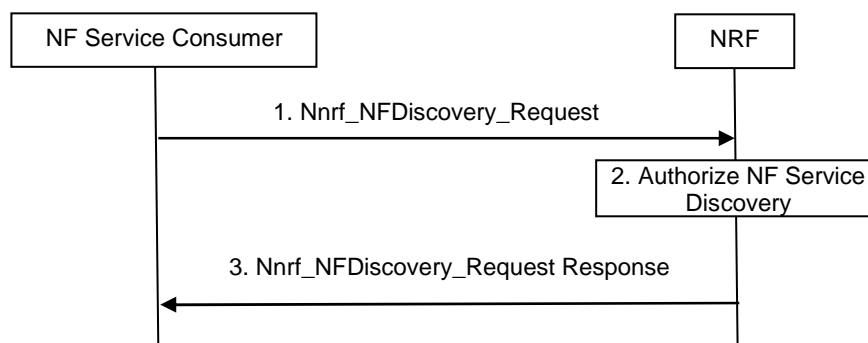 NF Service Consumer
NRF
1. Nnrf_NFDiscovery_Request
2. Authorize NF Service
Discovery
3. Nnrf_NFDiscovery_Request Response